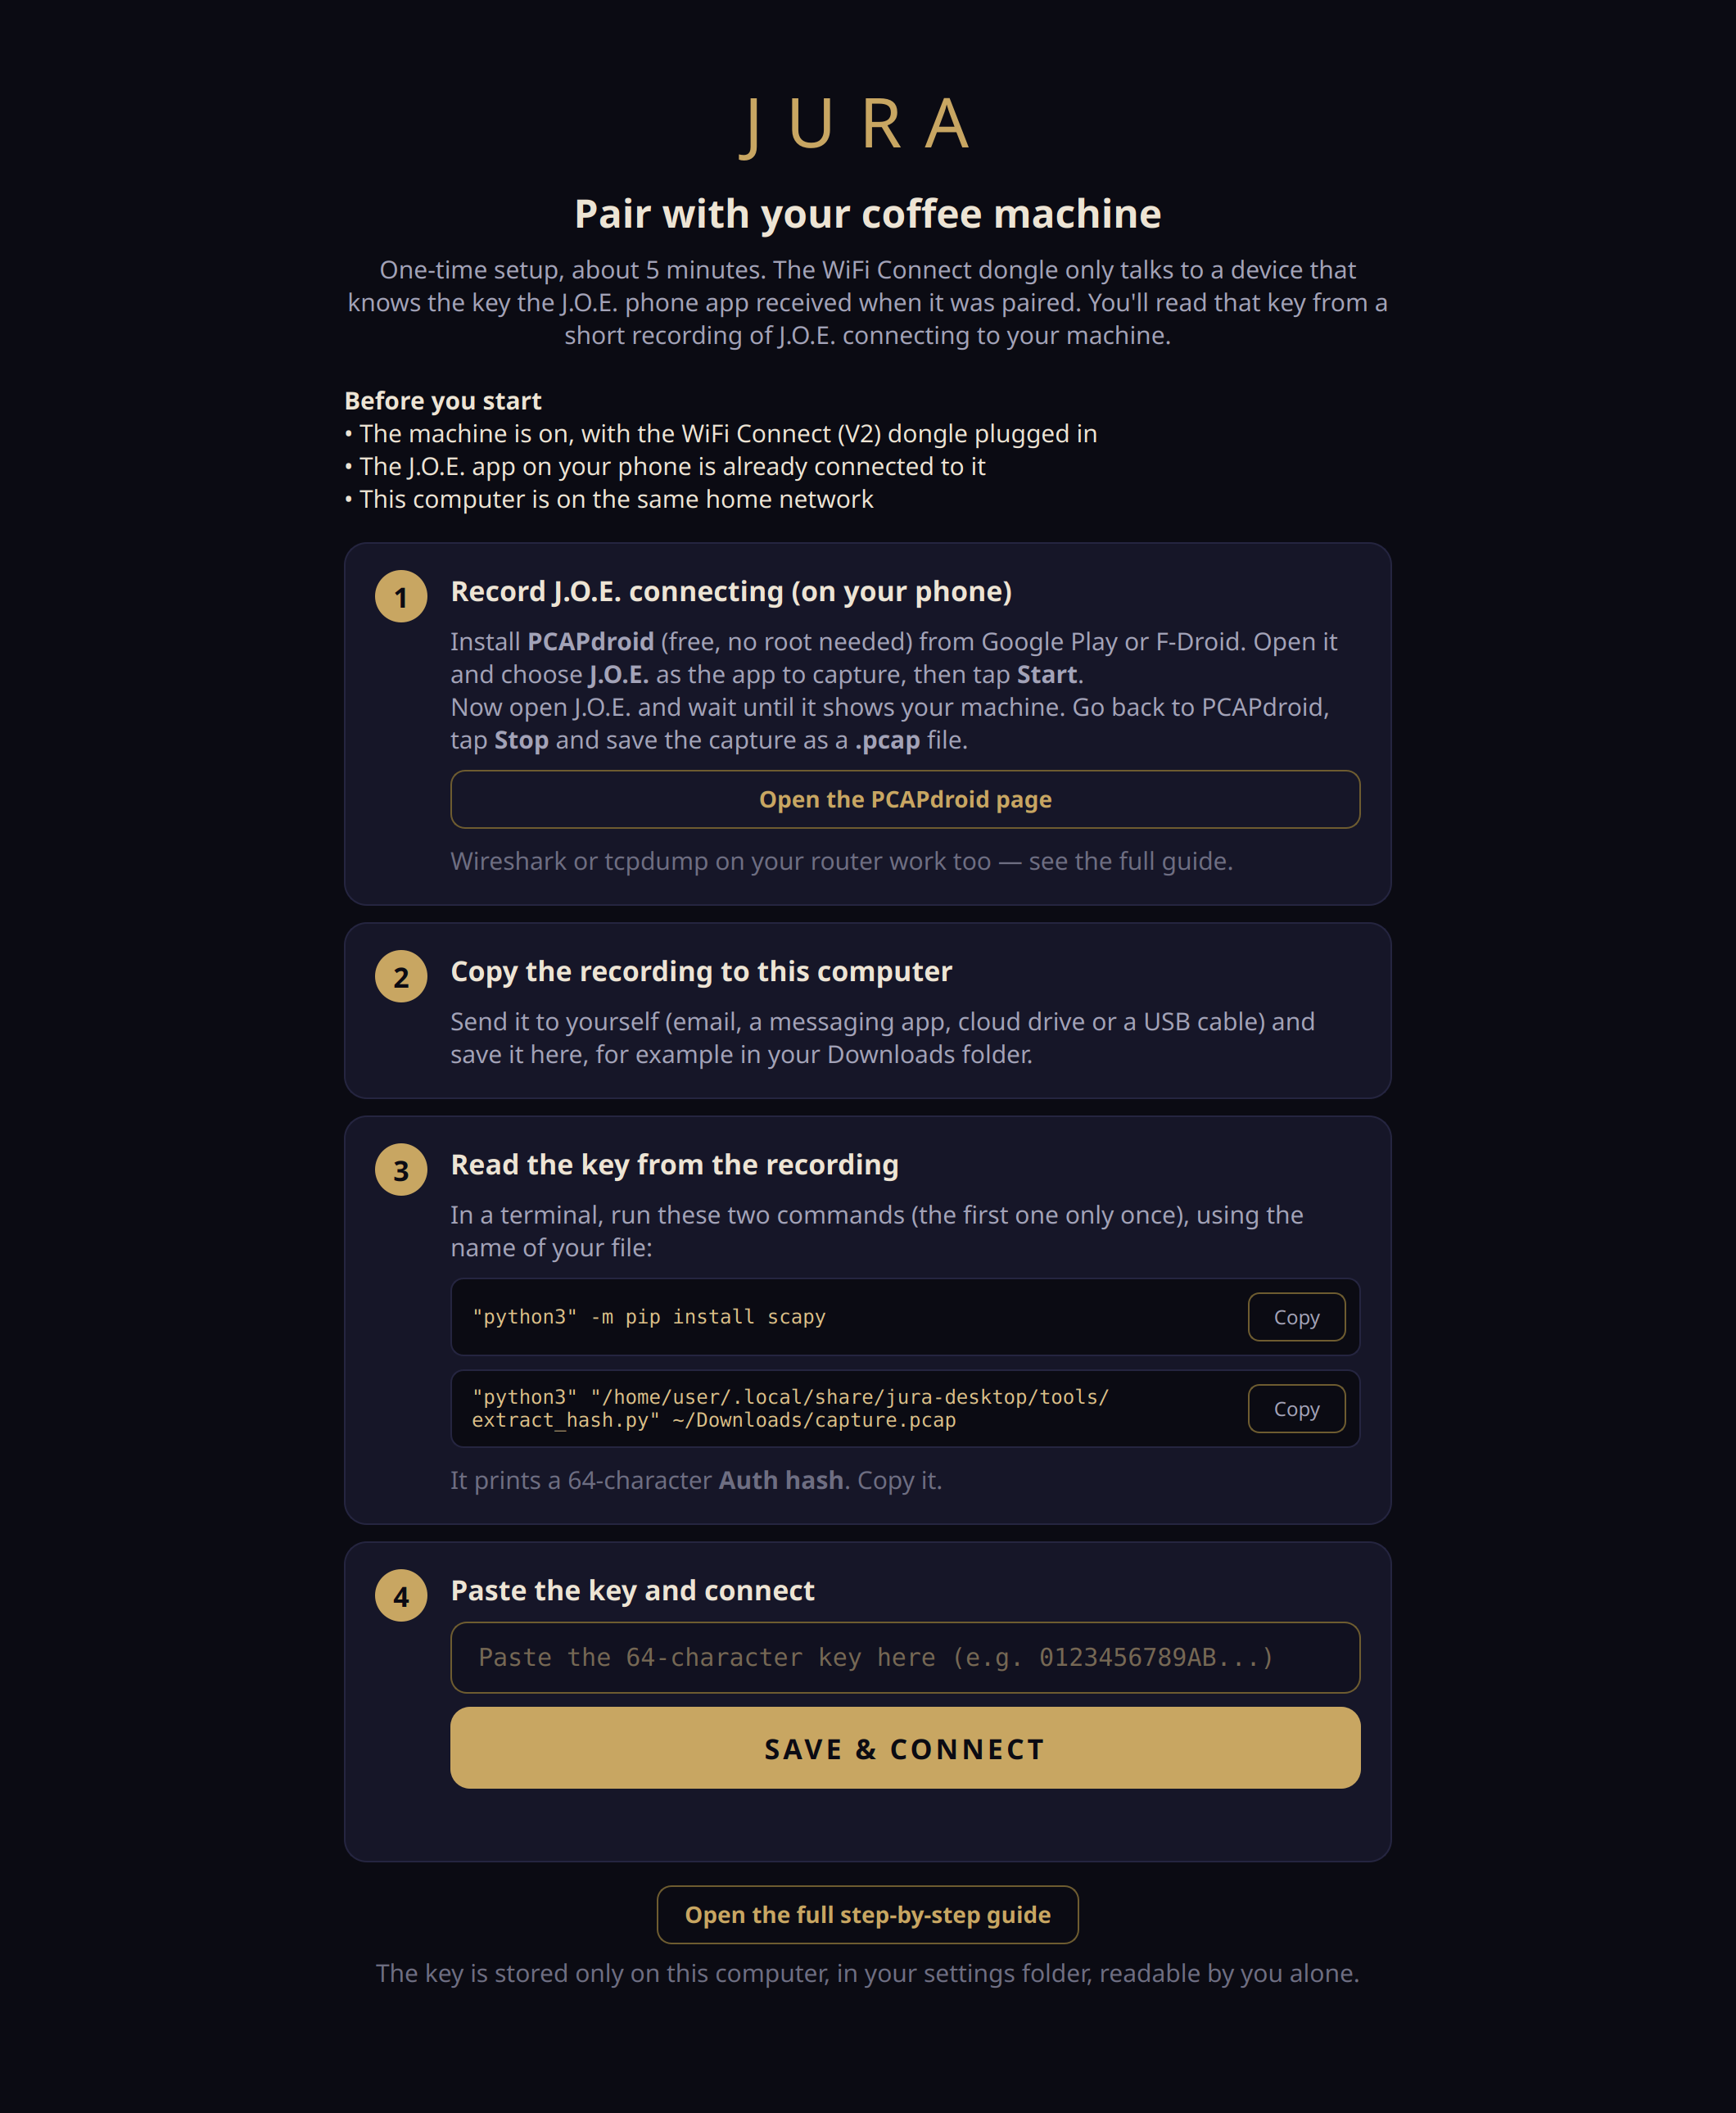 JURA
Pair with your coffee machine
One-time setup, about 5 minutes. The WiFi Connect dongle only talks to a device that
knows the key the J.O.E. phone app received when it was paired. You'll read that key from a
short recording of J.O.E. connecting to your machine.
Before you start
• The machine is on, with the WiFi Connect (V2) dongle plugged in
• The J.O.E. app on your phone is already connected to it
• This computer is on the same home network
1
Record J.O.E. connecting (on your phone)
Install PCAPdroid (free, no root needed) from Google Play or F-Droid. Open it
and choose J.O.E. as the app to capture, then tap Start.
Now open J.O.E. and wait until it shows your machine. Go back to PCAPdroid,
tap Stop and save the capture as a .pcap file.
Open the PCAPdroid page
Wireshark or tcpdump on your router work too — see the full guide.
2
Copy the recording to this computer
Send it to yourself (email, a messaging app, cloud drive or a USB cable) and
save it here, for example in your Downloads folder.
3
Read the key from the recording
In a terminal, run these two commands (the first one only once), using the
name of your file:
"python3" -m pip install scapy
Copy
"python3" "/home/user/.local/share/jura-desktop/tools/
extract_hash.py" ~/Downloads/capture.pcap
Copy
It prints a 64-character Auth hash. Copy it.
4
Paste the key and connect
Paste the 64-character key here (e.g. 0123456789AB...)
SAVE & CONNECT
Open the full step-by-step guide
The key is stored only on this computer, in your settings folder, readable by you alone.